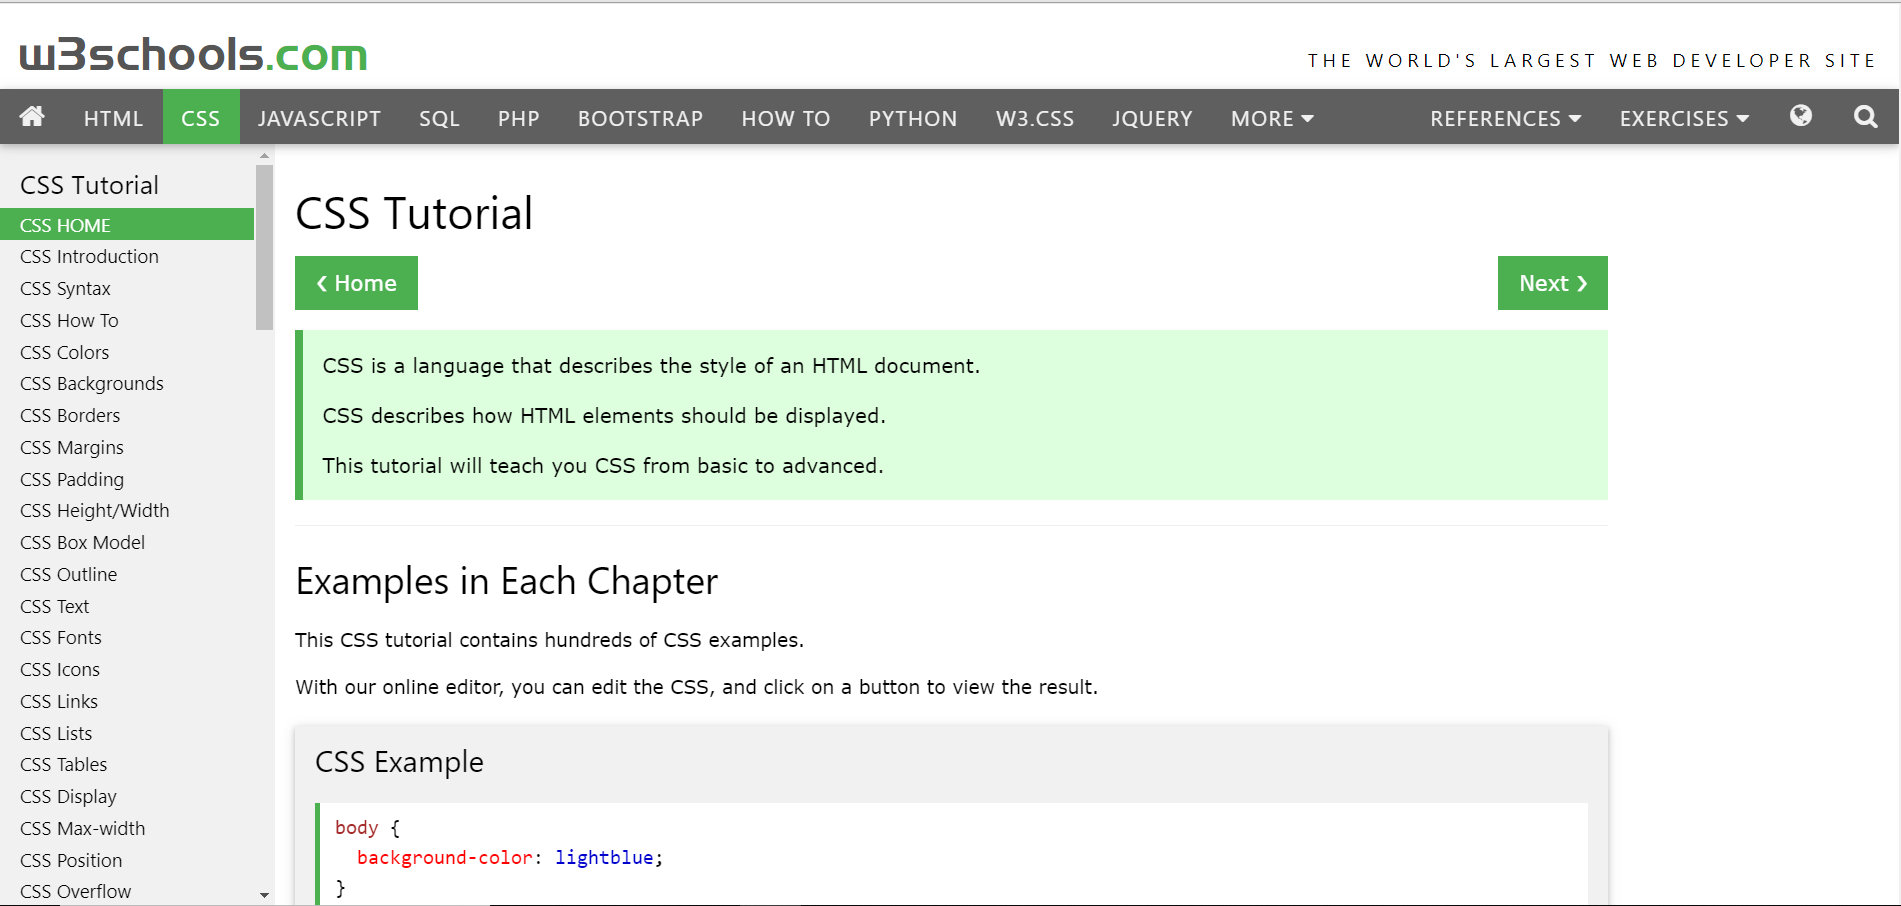 w3schools.com
THE WORLD'S LARGEST WEB DEVELOPER SITE
HTML CSS JAVASCRIPT SQL PHP BOOTSTRAP HOW TO PYTHON W3.CSS JQUERY MORE REFERENCES EXERCISES
CSS Tutorial
CSS HOME
CSS Introduction
CSS Syntax
CSS How To
CSS Colors
CSS Backgrounds
CSS Borders
CSS Margins
CSS Padding
CSS Height/Width
CSS Box Model
CSS Outline
CSS Text
CSS Fonts
CSS Icons
CSS Links
CSS Lists
CSS Tables
CSS Display
CSS Max-width
CSS Position
CSS Overflow
CSS Tutorial
❮ Home
Next ❯
CSS is a language that describes the style of an HTML document.
CSS describes how HTML elements should be displayed.
This tutorial will teach you CSS from basic to advanced.
Examples in Each Chapter
This CSS tutorial contains hundreds of CSS examples.
With our online editor, you can edit the CSS, and click on a button to view the result.
CSS Example
body {
  background-color: lightblue;
}